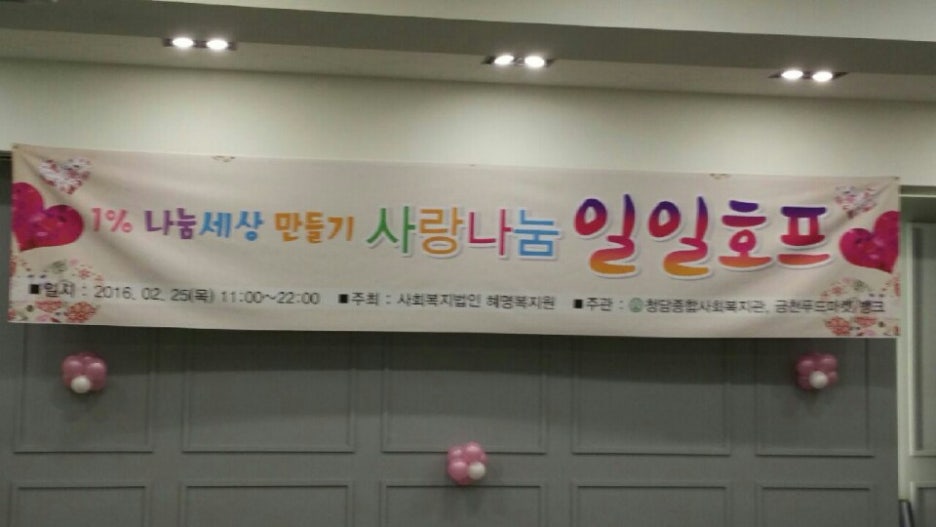 1% 나눔세상 만들기 사랑나눔 일일호프
■일시 : 2016. 02. 25(목) 11:00~22:00 ■주최 : 사회복지법인 혜명복지원 ■주관 : 청담종합사회복지관, 금천푸드마켓/뱅크